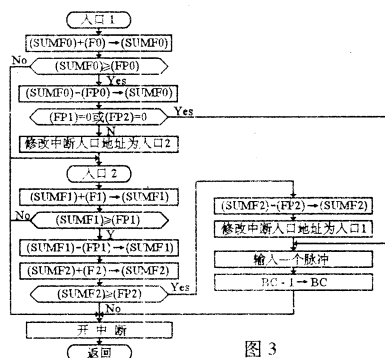 入口1
(SUMF0)+(F0)→(SUMF0)
No
(SUMF0)≥(FP0)
Yes
(SUMF0)-(FP0)→(SUMF0)
(FP1)=0或(FP2)=0
Yes
N
修改中断入口地址为入口2
入口2
(SUMF1)+(F1)→(SUMF1)
No
(SUMF1)≥(FP1)
Y
(SUMF1)-(FP1)→(SUMF1)
(SUMF2)+(F2)→(SUMF2)
(SUMF2)≥(FP2)
Yes
No
(SUMF2)-(FP2)→(SUMF2)
修改中断入口地址为入口1
输入一个脉冲
BC-1→BC
开中断
返回
图3